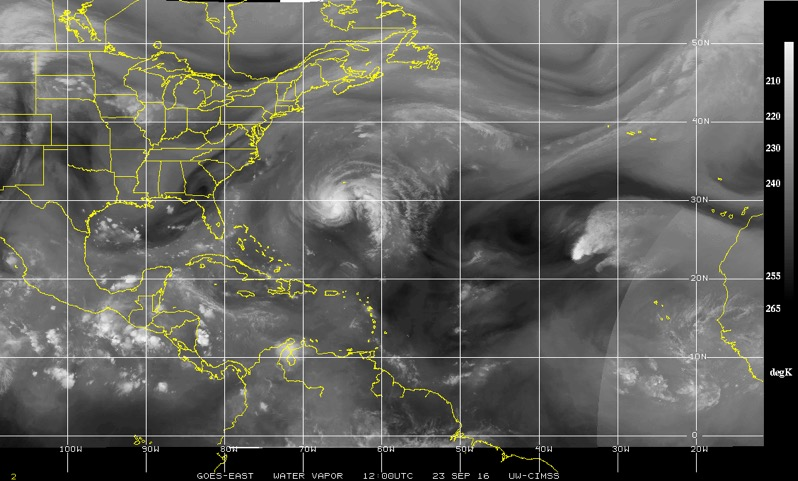 50N
40N
30N
20N
10N
0
210
220
230
240
255
265
degK
100W 90W 80W 70W 60W 50W 40W 30W 20W
2 GOES-EAST WATER VAPOR 12:00UTC 23 SEP 16 UW-CIMSS